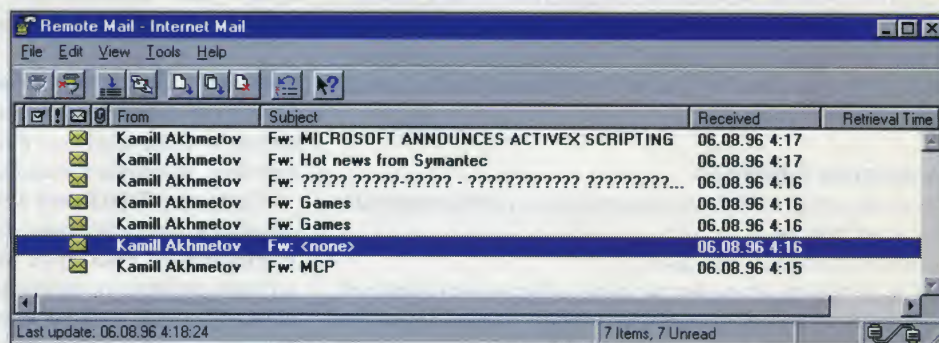 Remote Mail - Internet Mail
File Edit View Tools Help
From Subject Received Retrieval Time
Kamill Akhmetov Fw: MICROSOFT ANNOUNCES ACTIVEX SCRIPTING 06.08.96 4:17
Kamill Akhmetov Fw: Hot news from Symantec 06.08.96 4:17
Kamill Akhmetov Fw: ????? ?????-????? - ???????????? ?????????... 06.08.96 4:16
Kamill Akhmetov Fw: Games 06.08.96 4:16
Kamill Akhmetov Fw: Games 06.08.96 4:16
Kamill Akhmetov Fw: <none> 06.08.96 4:16
Kamill Akhmetov Fw: MCP 06.08.96 4:15
Last update: 06.08.96 4:18:24 7 Items, 7 Unread